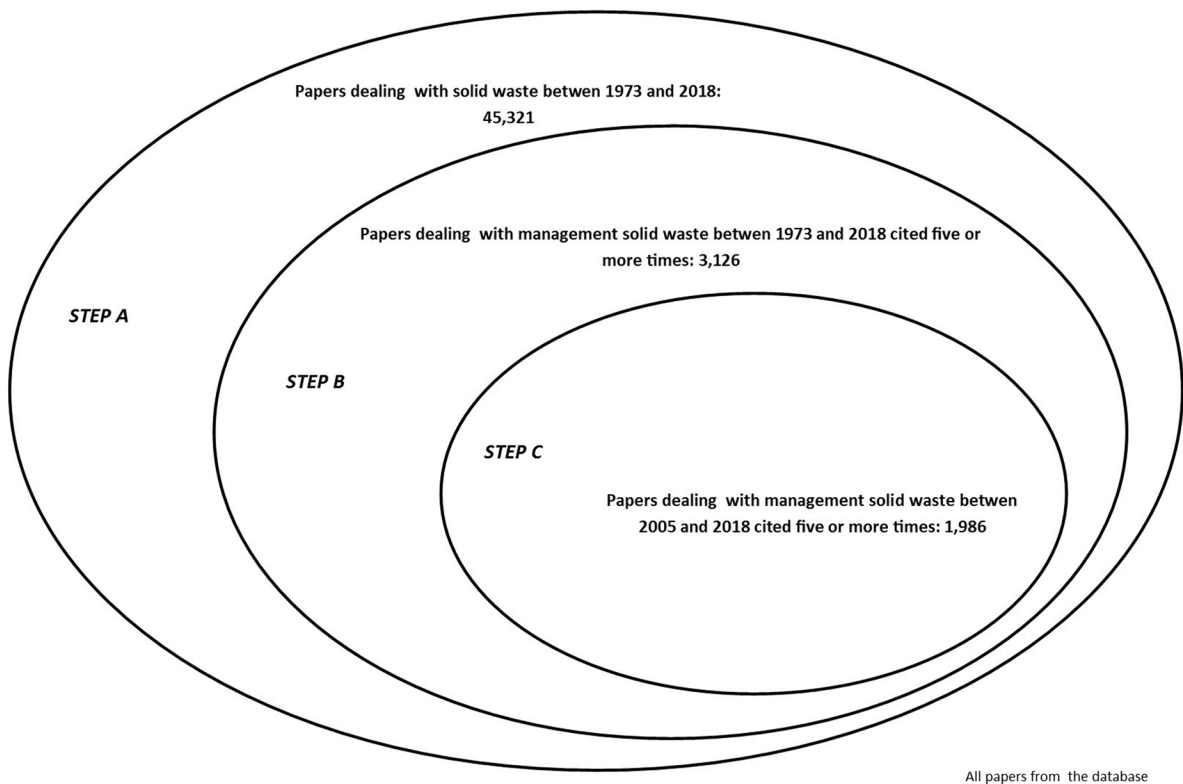 Papers dealing  with solid waste betwen 1973 and 2018:
45,321
Papers dealing  with management solid waste betwen 1973 and 2018 cited five or
more times: 3,126
STEP A
STEP B
STEP C
Papers dealing  with management solid waste betwen
2005 and 2018 cited five or more times: 1,986
All papers from  the database